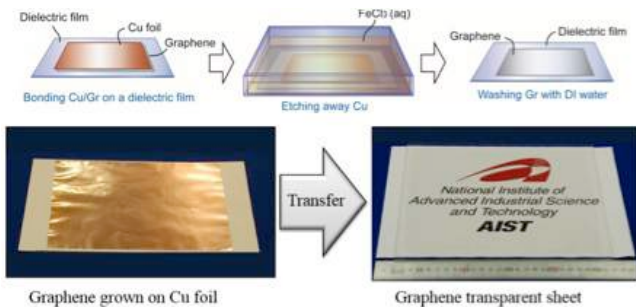 Dielectric film
Cu foil
Graphene
Bonding Cu/Gr on a dielectric film
FeCl₃ (aq)
Etching away Cu
Graphene
Dielectric film
Washing Gr with DI water
Transfer
National Institute of
Advanced Industrial Science
and Technology
AIST
Graphene grown on Cu foil
Graphene transparent sheet